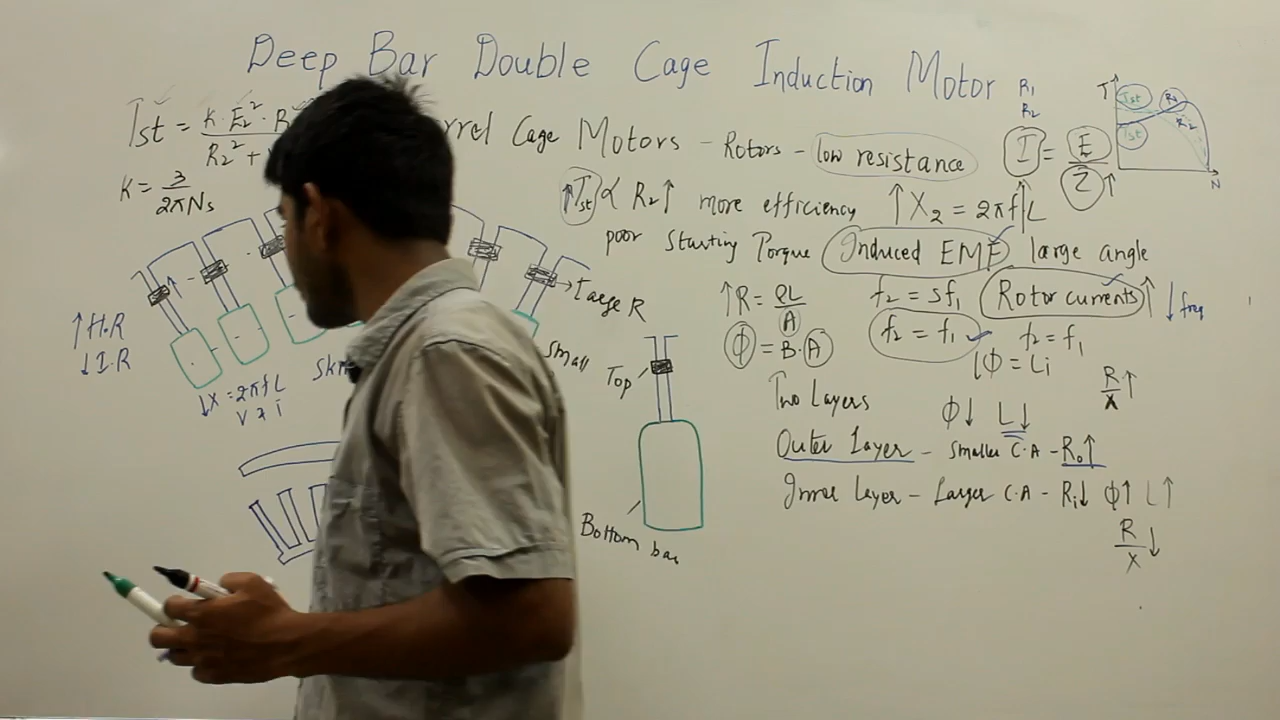 Deep Bar Double Cage Induction Motor
R₁
R₂
Tst = K·E₂²·R
R₂² +
K = 3
2πNs
Cage Motors - Rotors - low resistance
I = E
Z ↑
T
Tst
R₂
Tst
R₂
N
↑Tst ∝ R₂↑ more efficiency ↑X₂ = 2πfL
poor Starting Torque Induced EMF large angle
↑R = ρL
A
f₂ = sf₁ Rotor currents ↑ ↓ freq
ϕ = B·A
f₂ = f₁ f₂ = f₁
Lϕ = Li
Two Layers
ϕ↓ L↓
R↑
X
Outer Layer - Smaller C.A - R₀↑
Inner layer - Larger C.A - Ri↓ ϕ↑ L↑
R
X ↓
↑H.R
↓I.R
↓X = 2πfL
Large R
Small
Top
Bottom bar